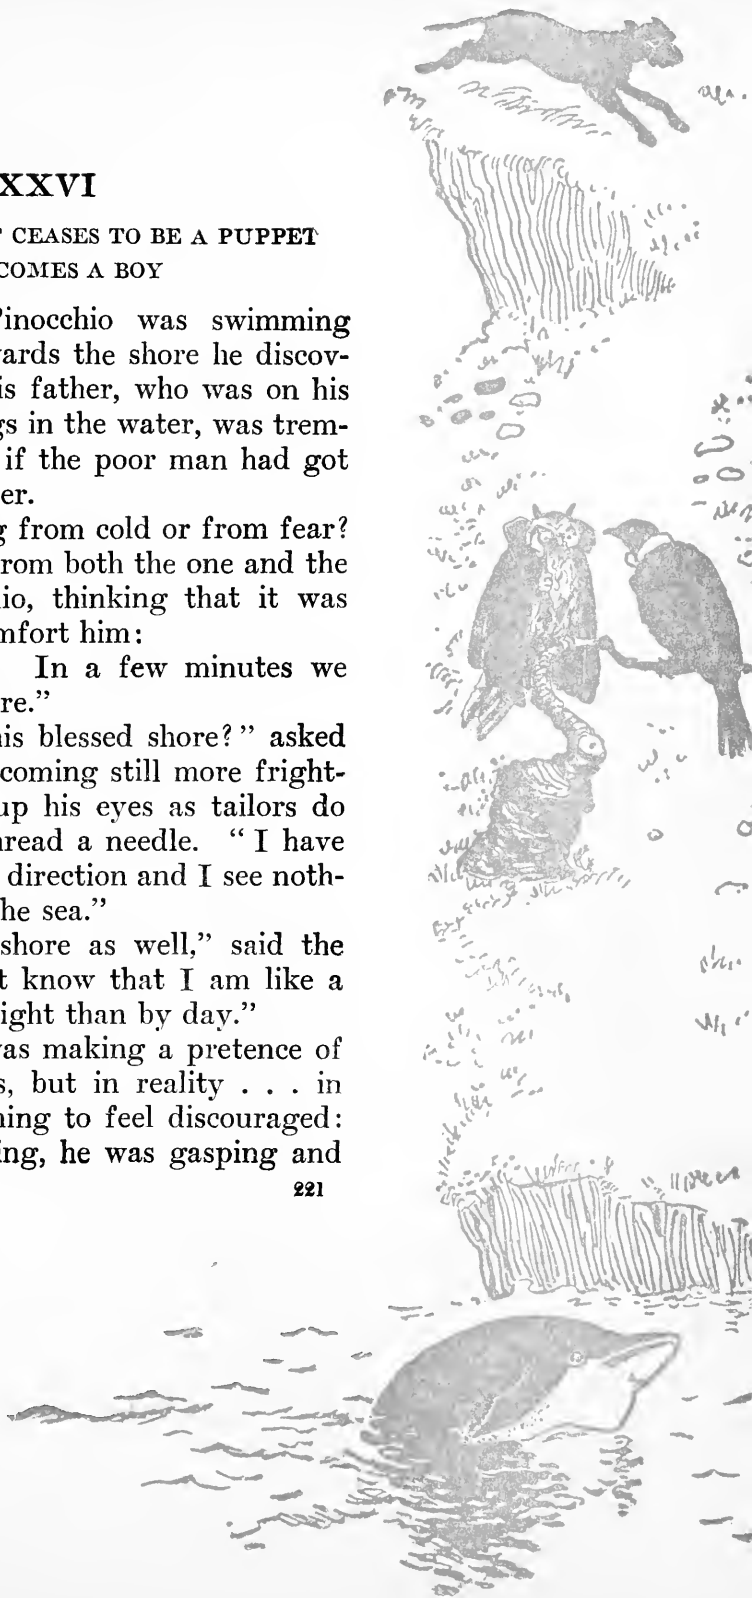 XXVI
CEASES TO BE A PUPPET
COMES A BOY
inocchio was swimming
ards the shore he discov-
is father, who was on his
gs in the water, was trem-
if the poor man had got
er.
g from cold or from fear?
rom both the one and the
io, thinking that it was
mfort him:
In a few minutes we
re.”
is blessed shore?” asked
coming still more fright-
up his eyes as tailors do
read a needle. “I have
direction and I see noth-
he sea.”
shore as well,” said the
t know that I am like a
ight than by day.”
was making a pretence of
s, but in reality . . . in
ning to feel discouraged:
ing, he was gasping and
221